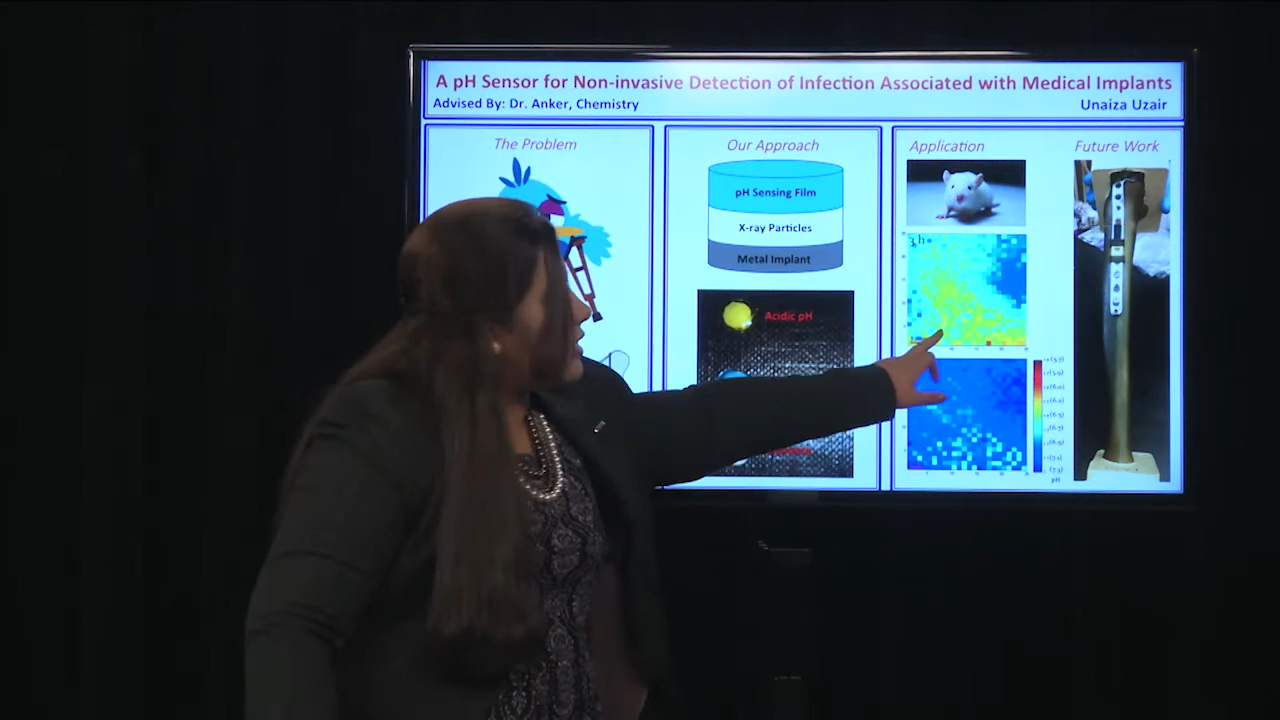 A pH Sensor for Non-invasive Detection of Infection Associated with Medical Implants
Advised By: Dr. Anker, Chemistry
Unaiza Uzair
The Problem
Our Approach
pH Sensing Film
X-ray Particles
Metal Implant
Acidic pH
Application
3 h
pH
Future Work